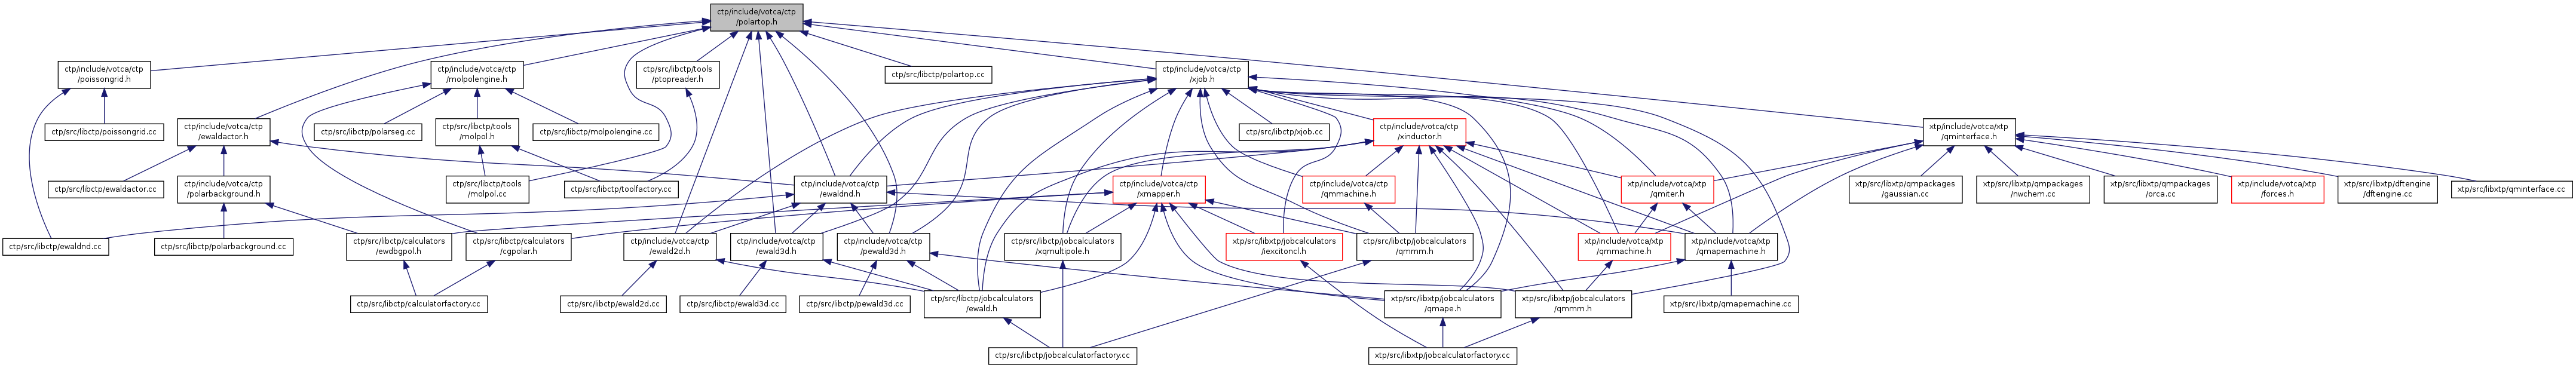 ctp/include/votca/ctp
/polartop.h
ctp/include/votca/ctp
/poissongrid.h
ctp/include/votca/ctp
/molpolengine.h
ctp/src/libctp/tools
/ptopreader.h
ctp/src/libctp/polartop.cc
ctp/include/votca/ctp
/xjob.h
ctp/src/libctp/poissongrid.cc
ctp/include/votca/ctp
/ewaldactor.h
ctp/src/libctp/polarseg.cc
ctp/src/libctp/tools
/molpol.h
ctp/src/libctp/molpolengine.cc
ctp/src/libctp/xjob.cc
ctp/include/votca/ctp
/xinductor.h
xtp/include/votca/xtp
/qminterface.h
ctp/src/libctp/ewaldactor.cc
ctp/include/votca/ctp
/polarbackground.h
ctp/src/libctp/tools
/molpol.cc
ctp/src/libctp/toolfactory.cc
ctp/include/votca/ctp
/ewaldnd.h
ctp/include/votca/ctp
/xmapper.h
ctp/include/votca/ctp
/qmmachine.h
xtp/include/votca/xtp
/qmiter.h
xtp/src/libxtp/qmpackages
/gaussian.cc
xtp/src/libxtp/qmpackages
/nwchem.cc
xtp/src/libxtp/qmpackages
/orca.cc
xtp/include/votca/xtp
/forces.h
xtp/src/libxtp/dftengine
/dftengine.cc
xtp/src/libxtp/qminterface.cc
ctp/src/libctp/ewaldnd.cc
ctp/src/libctp/polarbackground.cc
ctp/src/libctp/calculators
/ewdbgpol.h
ctp/src/libctp/calculators
/cgpolar.h
ctp/include/votca/ctp
/ewald2d.h
ctp/include/votca/ctp
/ewald3d.h
ctp/include/votca/ctp
/pewald3d.h
ctp/src/libctp/jobcalculators
/xqmultipole.h
xtp/src/libxtp/jobcalculators
/iexcitoncl.h
ctp/src/libctp/jobcalculators
/qmmm.h
xtp/include/votca/xtp
/qmmachine.h
xtp/include/votca/xtp
/qmapemachine.h
ctp/src/libctp/calculatorfactory.cc
ctp/src/libctp/ewald2d.cc
ctp/src/libctp/ewald3d.cc
ctp/src/libctp/pewald3d.cc
ctp/src/libctp/jobcalculators
/ewald.h
xtp/src/libxtp/jobcalculators
/qmape.h
xtp/src/libxtp/jobcalculators
/qmmm.h
xtp/src/libxtp/qmapemachine.cc
ctp/src/libctp/jobcalculatorfactory.cc
xtp/src/libxtp/jobcalculatorfactory.cc